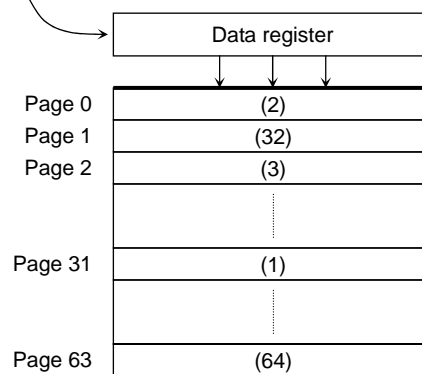 Data register
Page 0 (2)
Page 1 (32)
Page 2 (3)
Page 31 (1)
Page 63 (64)